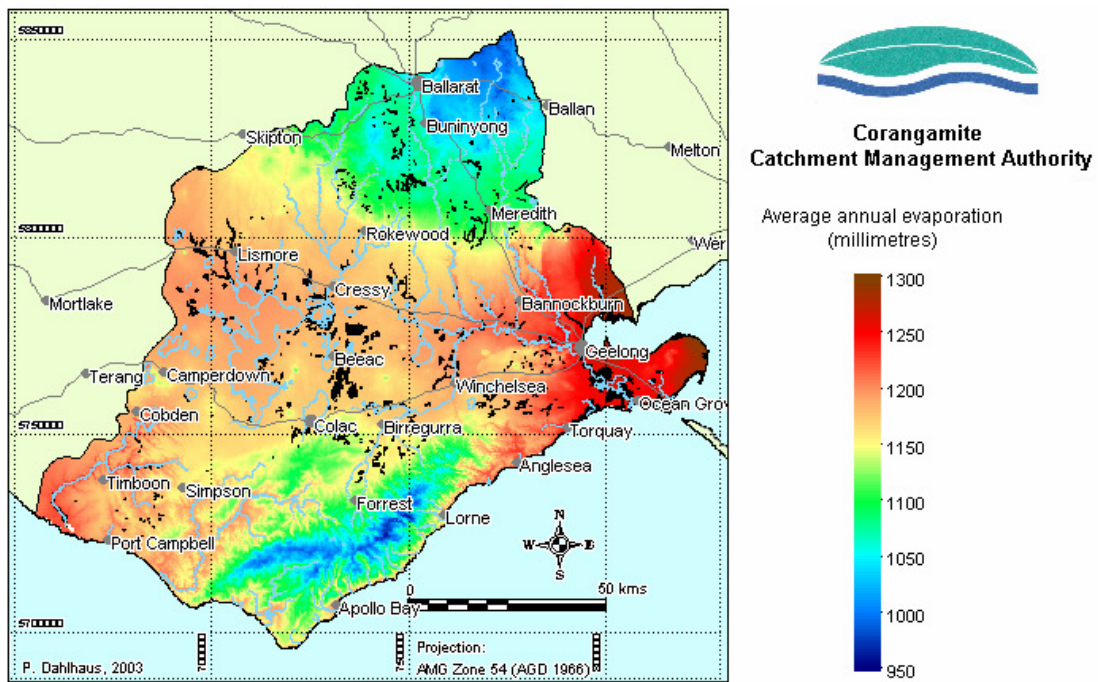 5850000
Ballarat
Ballan
Buninyong
Skipton
Melton
Meredith
5800000
Rokewood
Wer
Lismore
Cressy
Mortlake
Bannockburn
Beeac
Geelong
Terang
Camperdown
Winchelsea
Ocean Grov
Cobden
5750000
Colac
Birregurra
Torquay
Anglesea
Timboon
Simpson
Forrest
Lorne
Port Campbell
N
W
E
S
0
50 kms
Apollo Bay
5700000
Projection:
AMG Zone 54 (AGD 1966)
P. Dahlhaus, 2003
Corangamite
Catchment Management Authority
Average annual evaporation
(millimetres)
1300
1250
1200
1150
1100
1050
1000
950